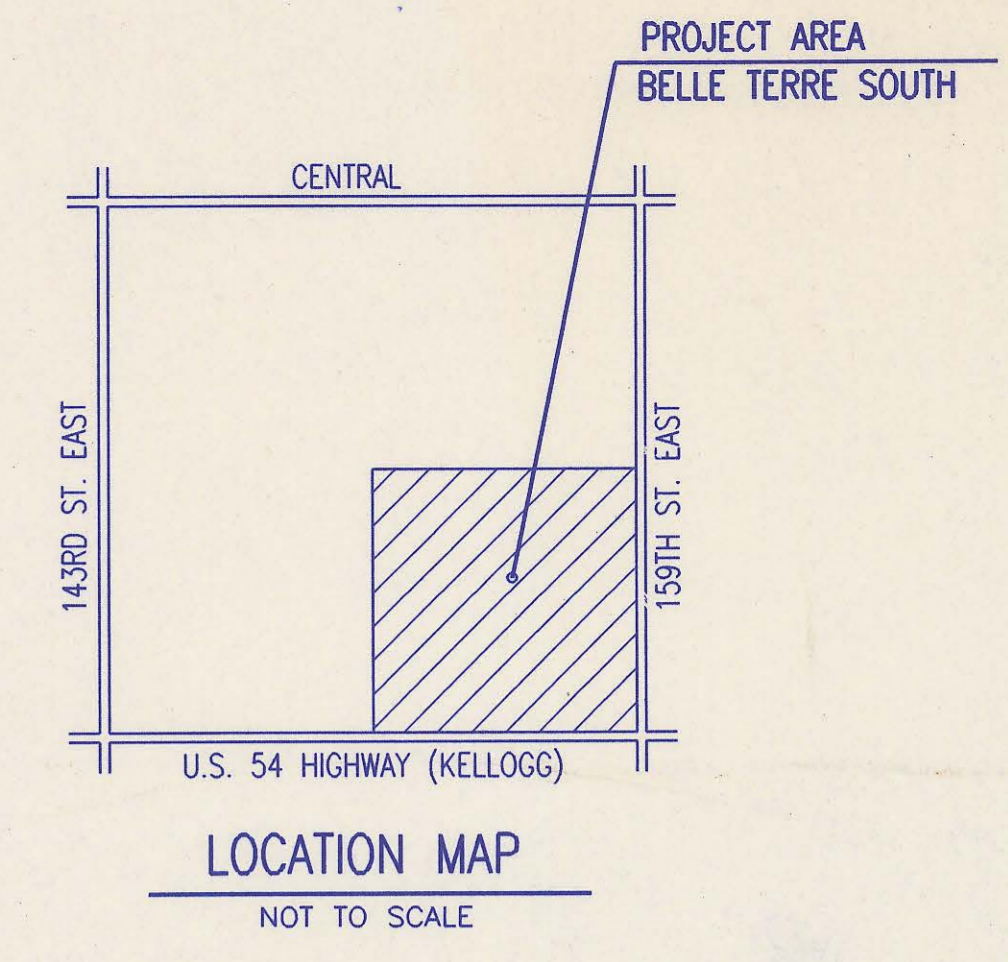 PROJECT AREA
BELLE TERRE SOUTH
CENTRAL
143RD ST. EAST
159TH ST. EAST
U.S. 54 HIGHWAY (KELLOGG)
LOCATION MAP
NOT TO SCALE